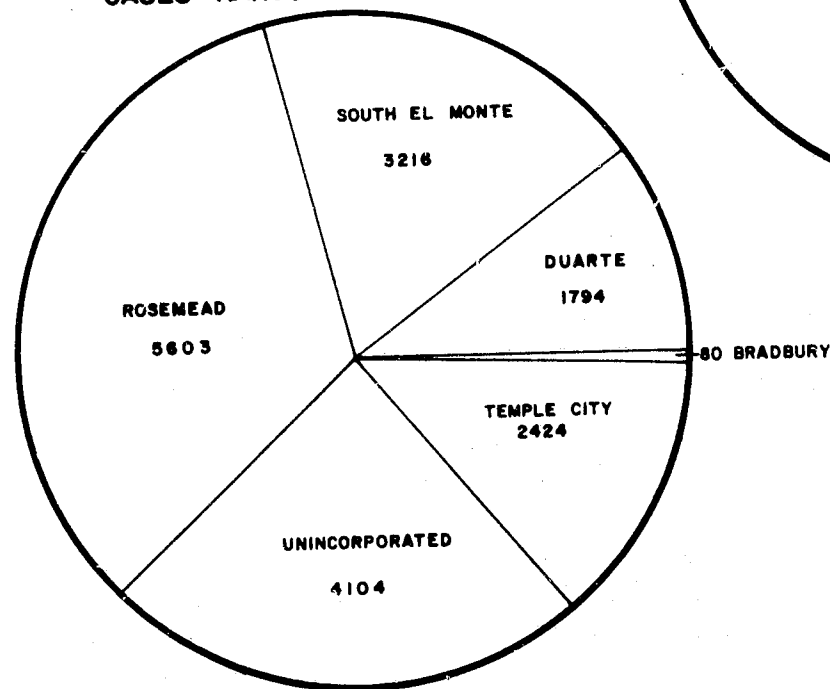 SOUTH EL MONTE
3216
DUARTE
1794
ROSEMEAD
5603
80 BRADBURY
TEMPLE CITY
2424
UNINCORPORATED
4104